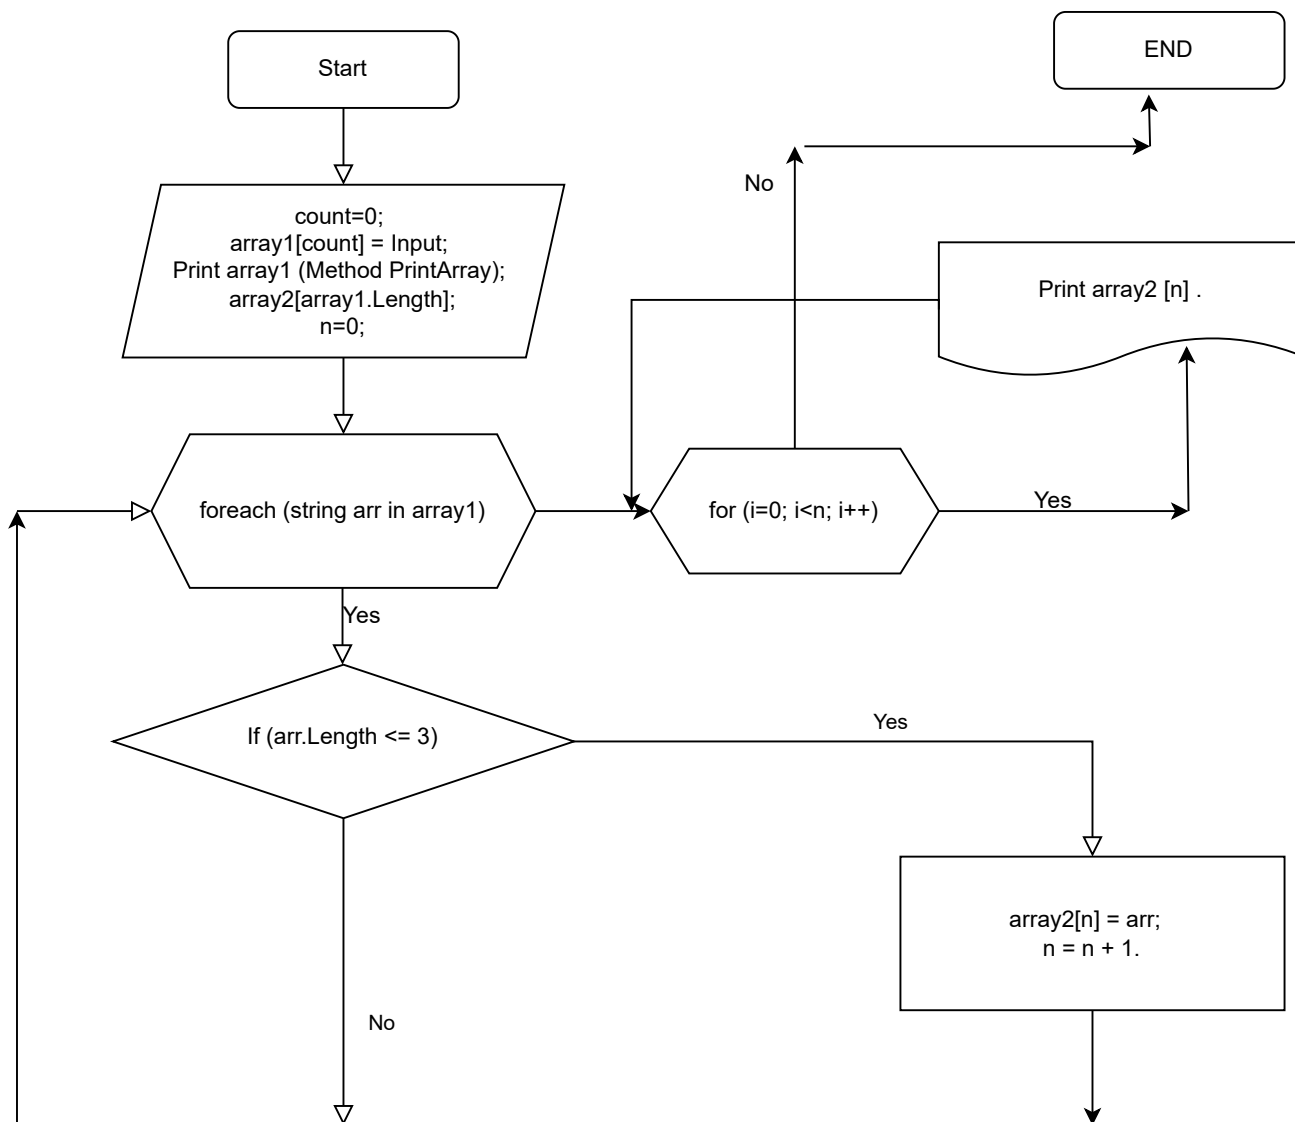 Start
END
No
count=0;
array1[count] = Input;
Print array1 (Method PrintArray);
array2[array1.Length];
n=0;
Print array2 [n] .
foreach (string arr in array1)
for (i=0; i<n; i++)
Yes
Yes
If (arr.Length <= 3)
Yes
array2[n] = arr;
n = n + 1.
No